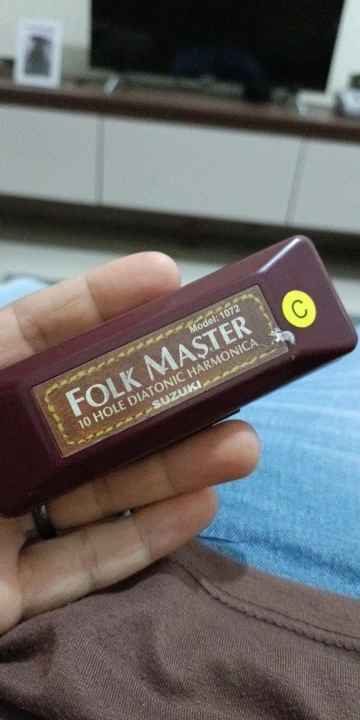 Model: 1072
FOLK MASTER
10 HOLE DIATONIC HARMONICA
SUZUKI
C